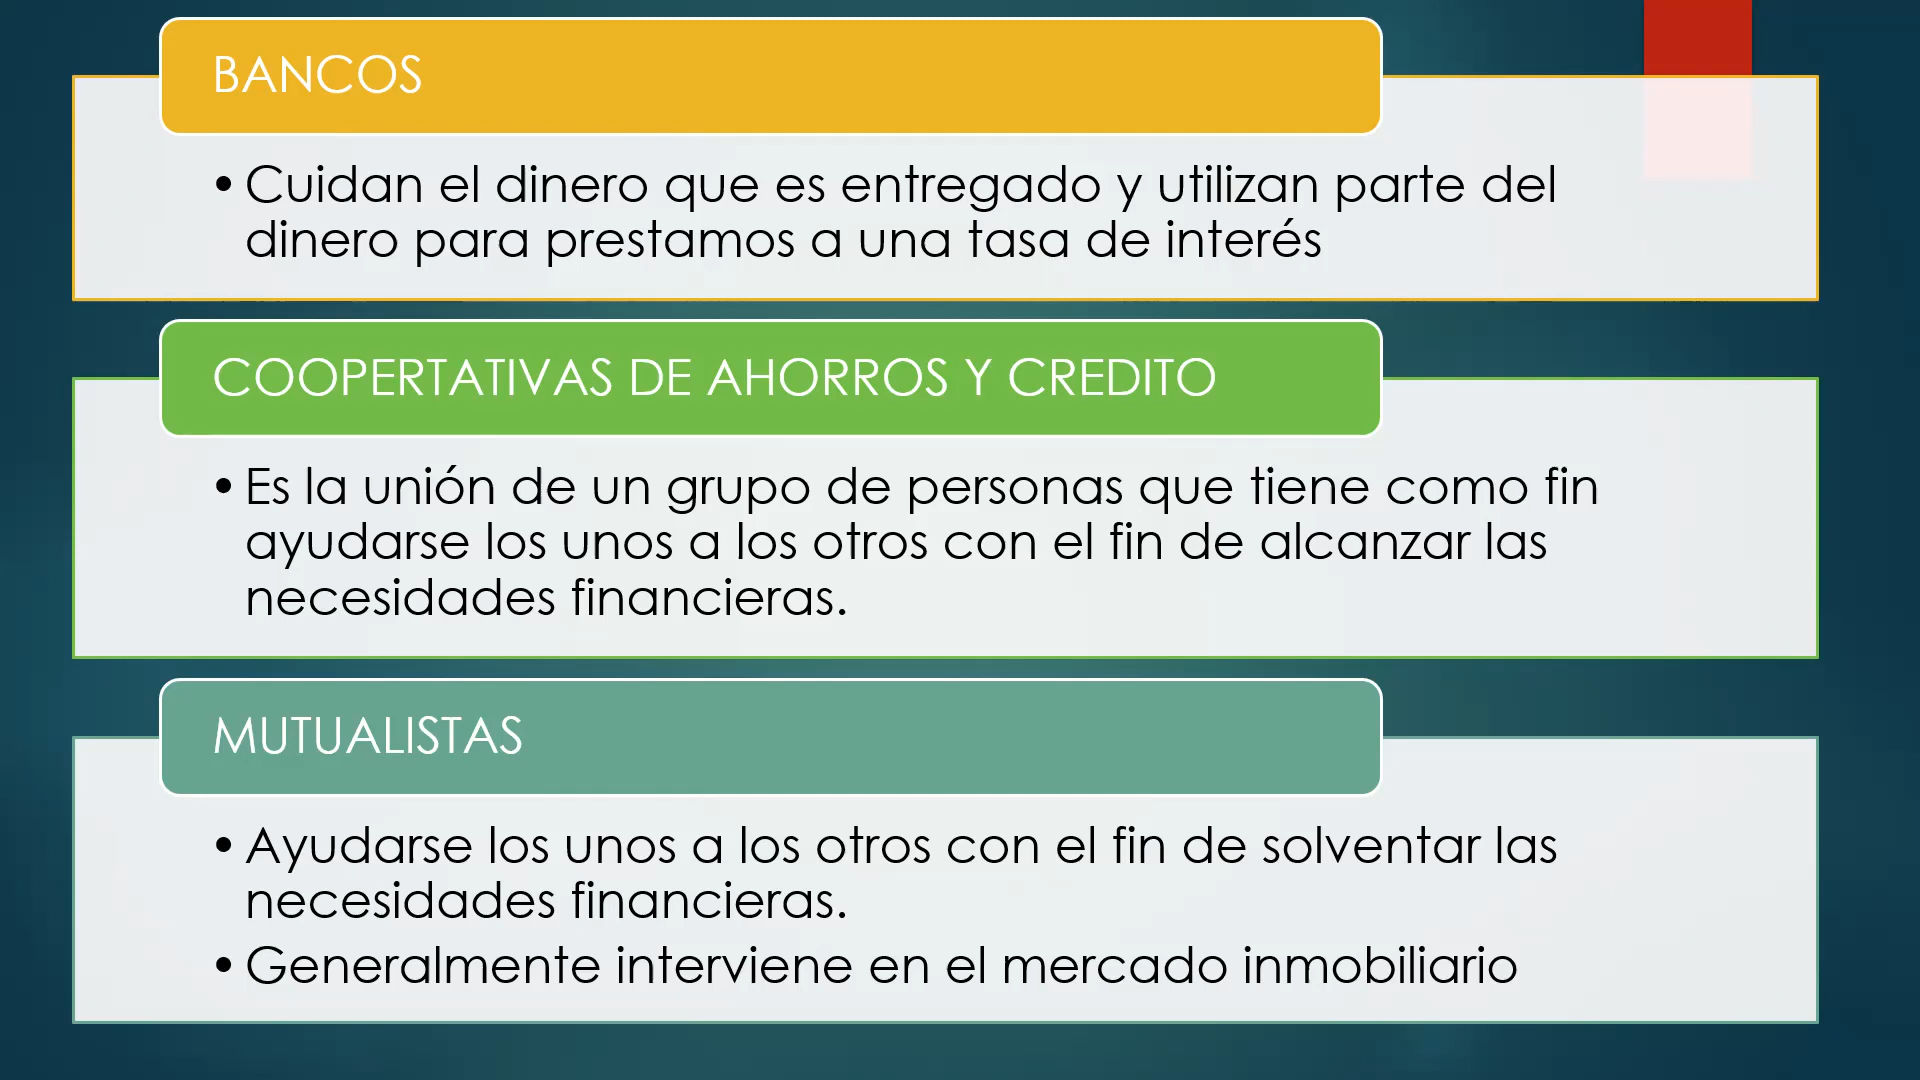 BANCOS
• Cuidan el dinero que es entregado y utilizan parte del
dinero para prestamos a una tasa de interés
COOPERTATIVAS DE AHORROS Y CREDITO
• Es la unión de un grupo de personas que tiene como fin
ayudarse los unos a los otros con el fin de alcanzar las
necesidades financieras.
MUTUALISTAS
• Ayudarse los unos a los otros con el fin de solventar las
necesidades financieras.
• Generalmente interviene en el mercado inmobiliario